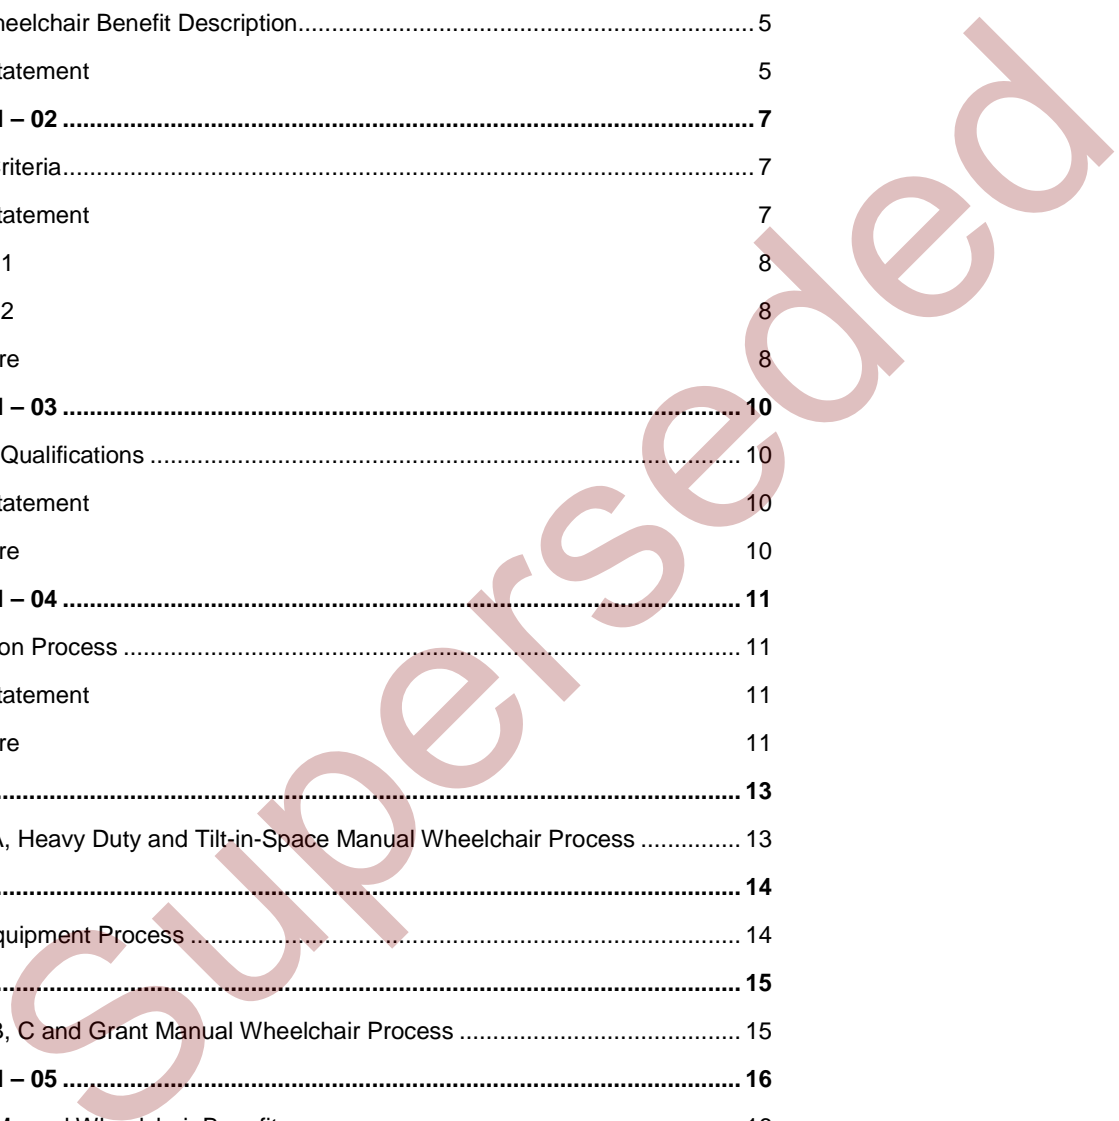 heelchair Benefit Description.................................................................... 5
tatement 5
l – 02 ....................................................................................................... 7
riteria....................................................................................................... 7
tatement 7
1 8
2 8
re 8
l – 03 ..................................................................................................... 10
Qualifications ........................................................................................ 10
tatement 10
re 10
l – 04 ..................................................................................................... 11
on Process ............................................................................................ 11
tatement 11
re 11
............................................................................................................... 13
A, Heavy Duty and Tilt-in-Space Manual Wheelchair Process ............... 13
............................................................................................................... 14
quipment Process .................................................................................. 14
............................................................................................................... 15
B, C and Grant Manual Wheelchair Process .......................................... 15
l – 05 ..................................................................................................... 16
Superseded